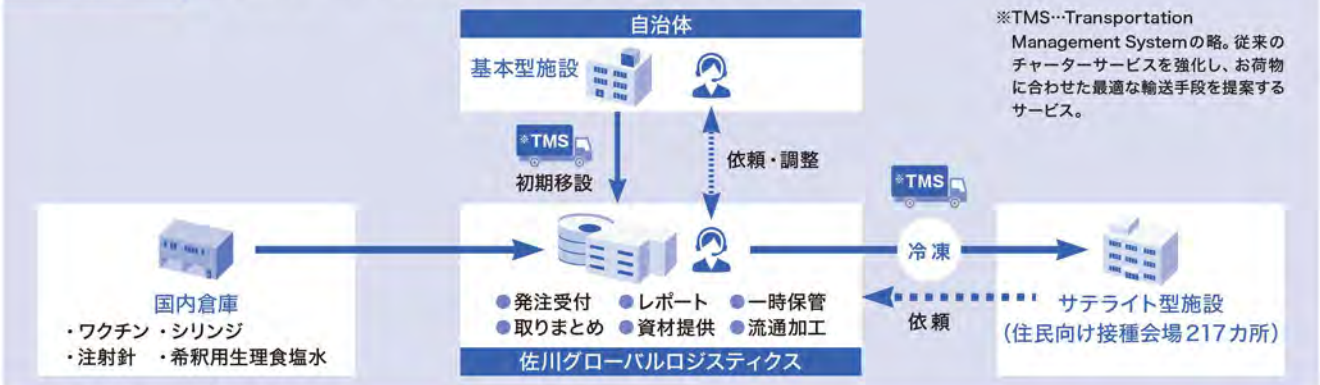 自治体
基本型施設
※TMS
初期移設
依頼・調整
※TMS…Transportation
Management Systemの略。従来の
チャーターサービスを強化し、お荷物
に合わせた最適な輸送手段を提案する
サービス。
国内倉庫
・ワクチン ・シリンジ
・注射針 ・希釈用生理食塩水
●発注受付 ●レポート ●一時保管
●取りまとめ ●資材提供 ●流通加工
佐川グローバルロジスティクス
※TMS
冷凍
依頼
サテライト型施設
(住民向け接種会場217カ所)